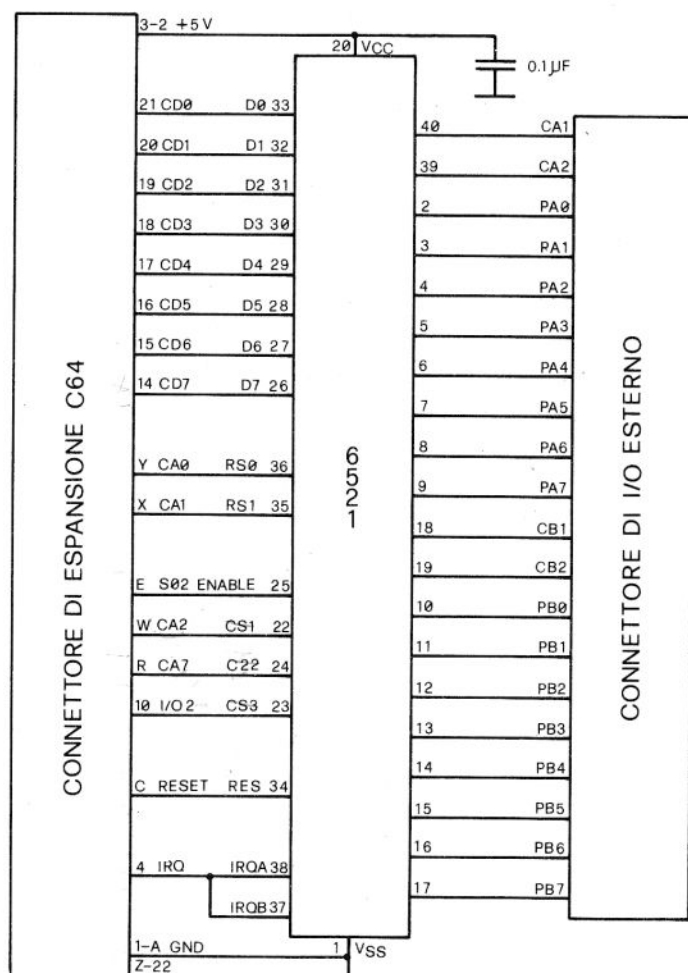 3-2 +5V
20 VCC
0.1µF
21 CD0 D0 33
20 CD1 D1 32
19 CD2 D2 31
18 CD3 D3 30
17 CD4 D4 29
16 CD5 D5 28
15 CD6 D6 27
14 CD7 D7 26
Y CA0 RS0 36
X CA1 RS1 35
E S02 ENABLE 25
W CA2 CS1 22
R CA7 C22 24
10 I/O2 CS3 23
C RESET RES 34
4 IRQ IRQA38
IRQB37
1-A GND
Z-22
1 VSS
CONNETTORE DI ESPANSIONE C64
6521
40 CA1
39 CA2
2 PA0
3 PA1
4 PA2
5 PA3
6 PA4
7 PA5
8 PA6
9 PA7
18 CB1
19 CB2
10 PB0
11 PB1
12 PB2
13 PB3
14 PB4
15 PB5
16 PB6
17 PB7
CONNETTORE DI I/O ESTERNO